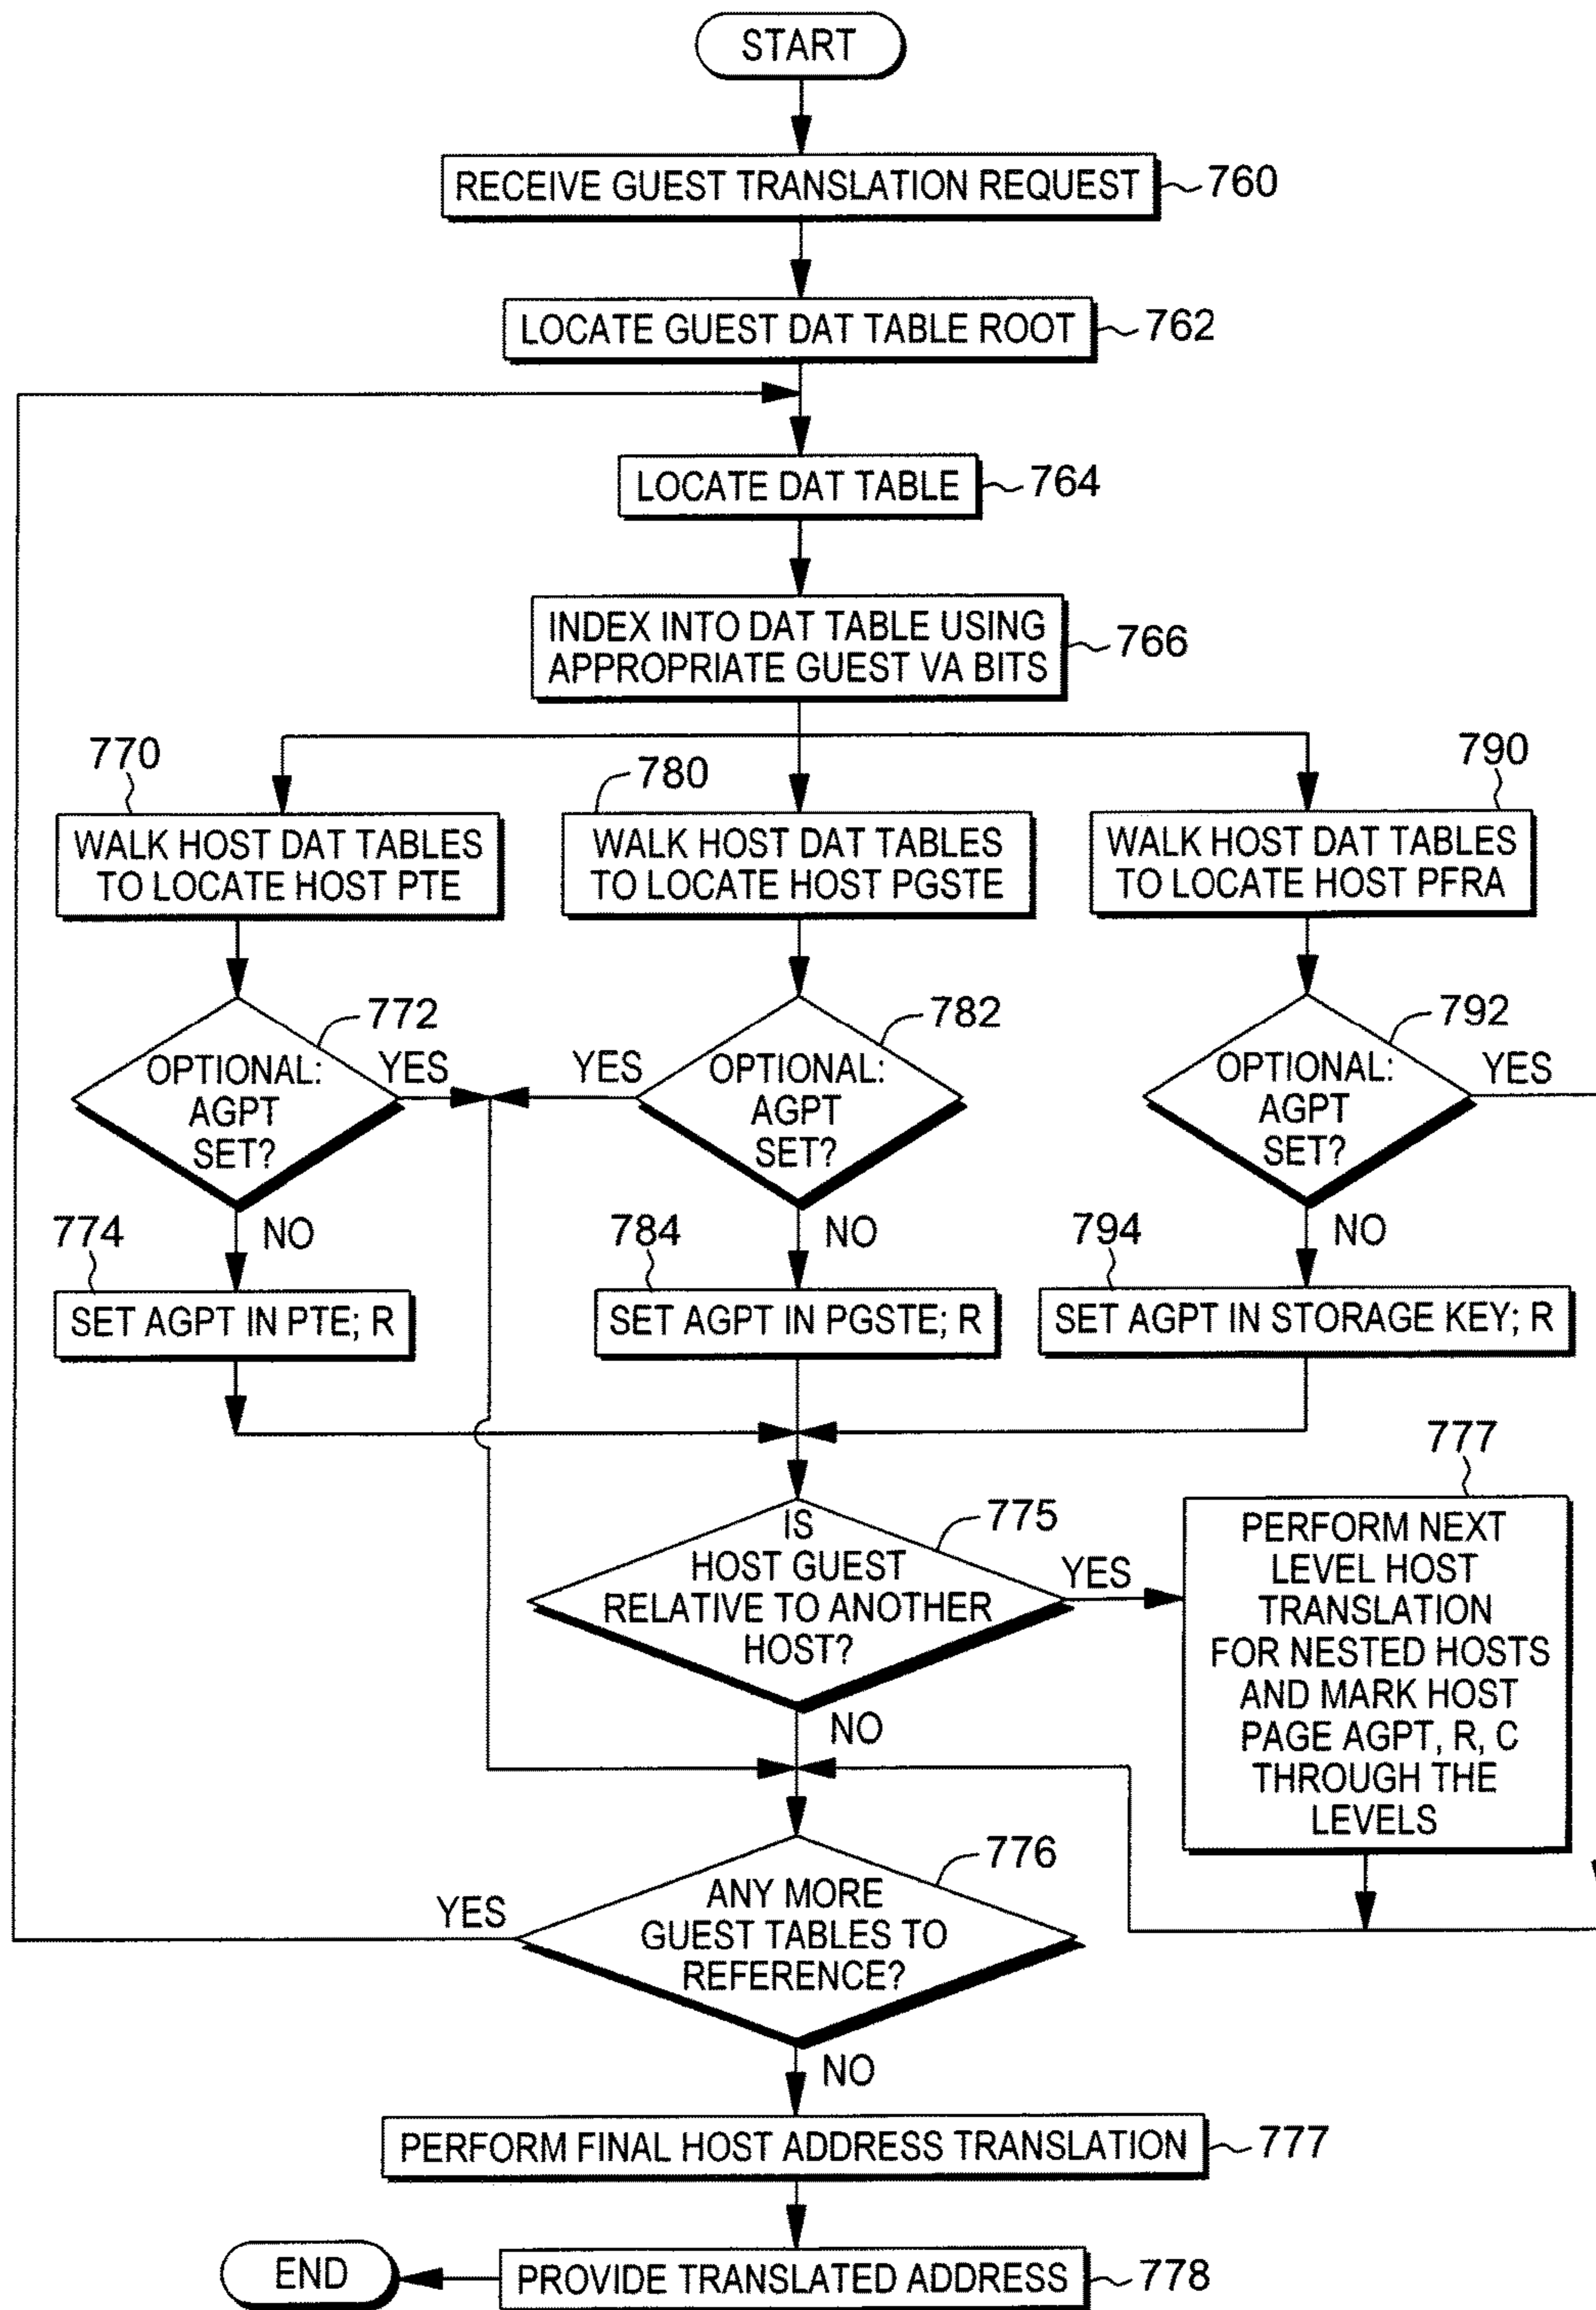 START
RECEIVE GUEST TRANSLATION REQUEST
760
LOCATE GUEST DAT TABLE ROOT
762
LOCATE DAT TABLE
764
INDEX INTO DAT TABLE USING
APPROPRIATE GUEST VA BITS
766
770
WALK HOST DAT TABLES
TO LOCATE HOST PTE
780
WALK HOST DAT TABLES
TO LOCATE HOST PGSTE
790
WALK HOST DAT TABLES
TO LOCATE HOST PFRA
772
OPTIONAL:
AGPT
SET?
YES
782
OPTIONAL:
AGPT
SET?
YES
792
OPTIONAL:
AGPT
SET?
YES
NO
774
SET AGPT IN PTE; R
NO
784
SET AGPT IN PGSTE; R
NO
794
SET AGPT IN STORAGE KEY; R
775
IS
HOST GUEST
RELATIVE TO ANOTHER
HOST?
YES
NO
777
PERFORM NEXT
LEVEL HOST
TRANSLATION
FOR NESTED HOSTS
AND MARK HOST
PAGE AGPT, R, C
THROUGH THE
LEVELS
776
ANY MORE
GUEST TABLES TO
REFERENCE?
YES
NO
PERFORM FINAL HOST ADDRESS TRANSLATION
777
PROVIDE TRANSLATED ADDRESS
778
END